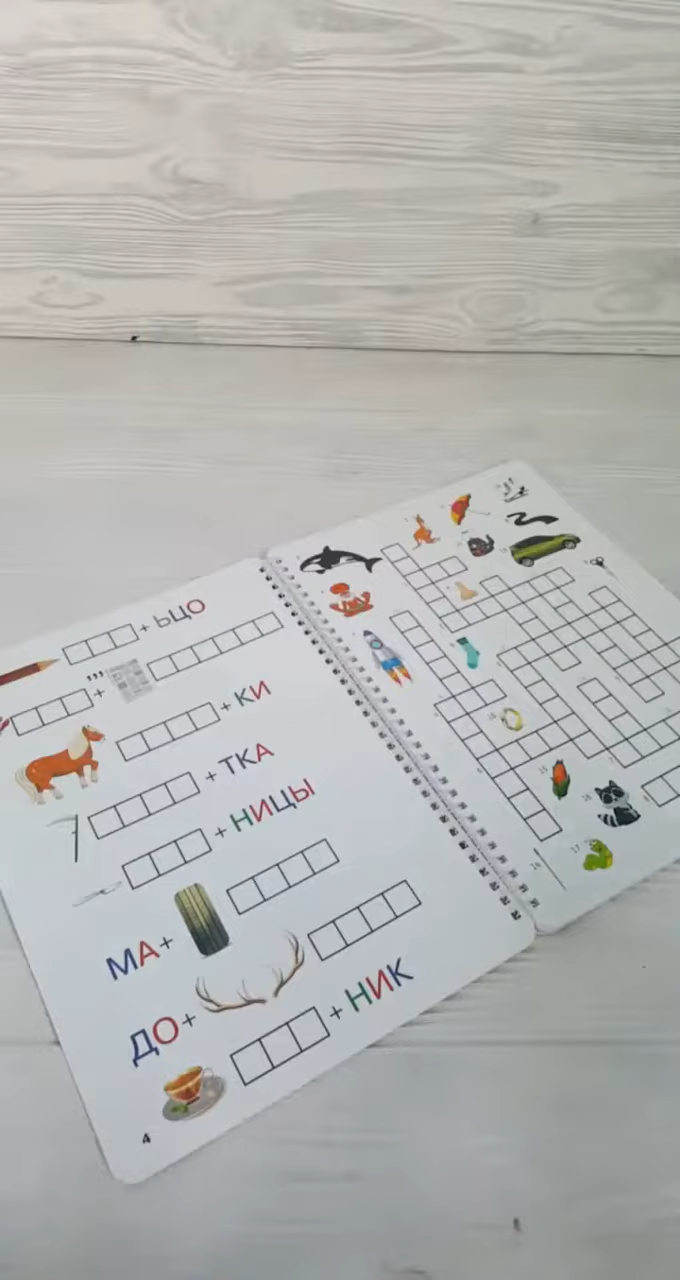 + ЬЦО
+ ,,,
+ КИ
+ ТКА
+ НИЦЫ
МА+
ДО+
+ НИК
4